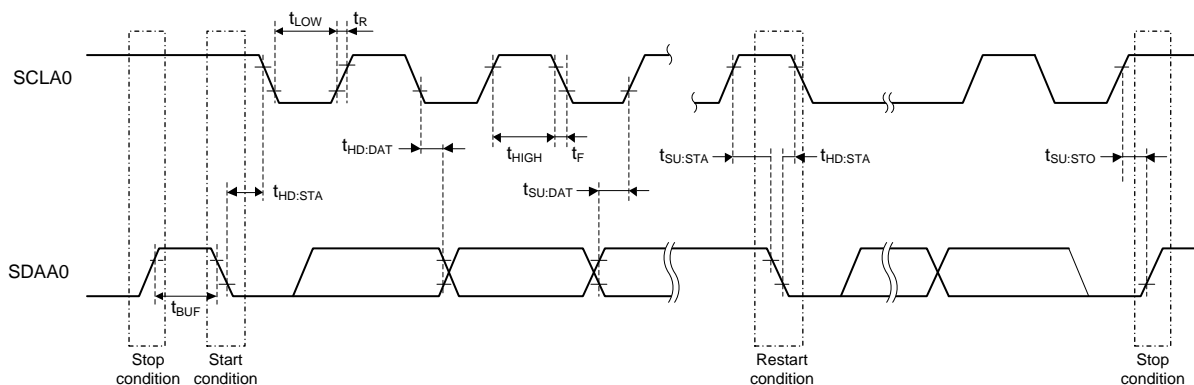 tLOW tR
SCLA0
tHD:DAT tHIGH tF tSU:STA tHD:STA tSU:STO
tHD:STA tSU:DAT
SDAA0
tBUF
Stop condition
Start condition
Restart condition
Stop condition